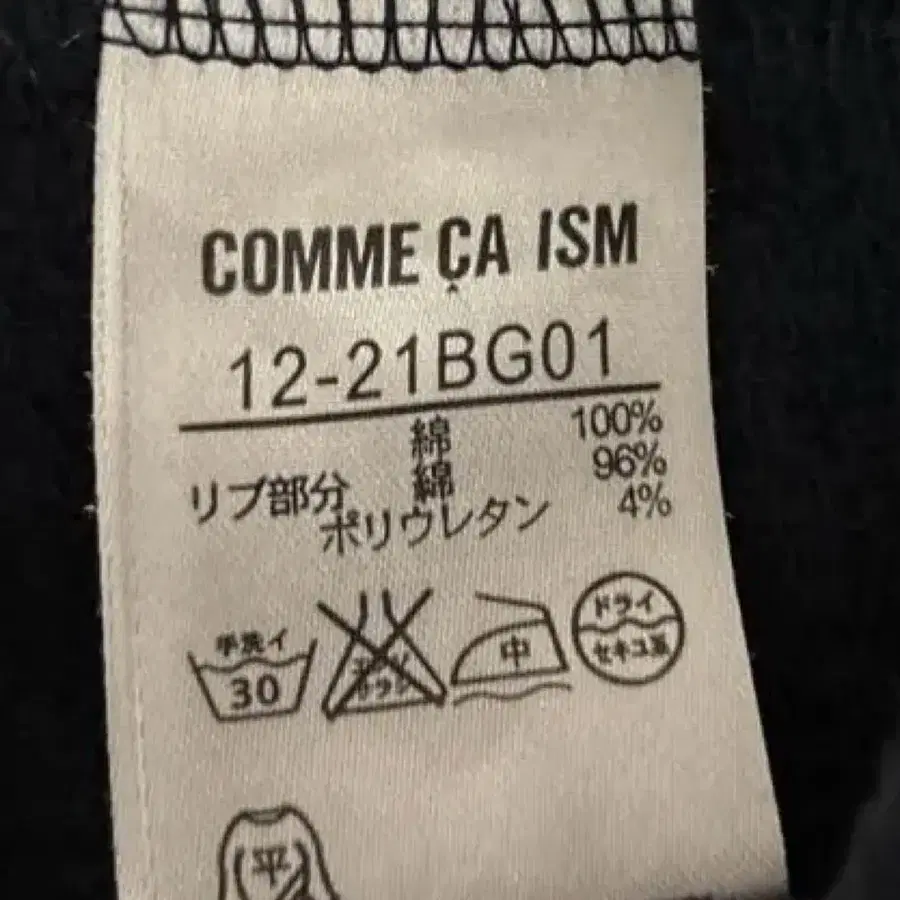 COMME ÇA ISM
12-21BG01
綿 100%
リブ部分 綿 96%
ポリウレタン 4%
手洗イ
30
中
ドライ
セキユ系
平